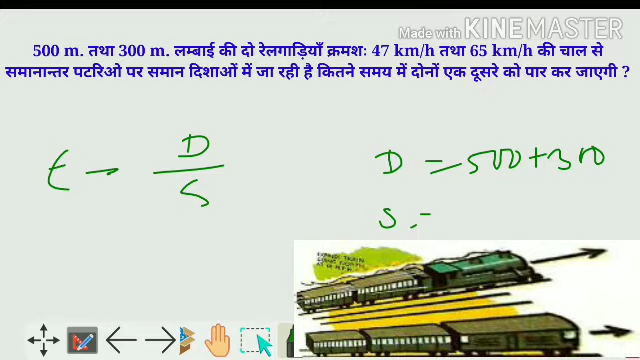 Made with KINEMASTER
500 m. तथा 300 m. लम्बाई की दो रेलगाड़ियाँ क्रमशः 47 km/h तथा 65 km/h की चाल से
समानान्तर पटरिओ पर समान दिशाओं में जा रही है कितने समय में दोनों एक दूसरे को पार कर जाएगी ?
t → D
S
D = 500 + 300
S =